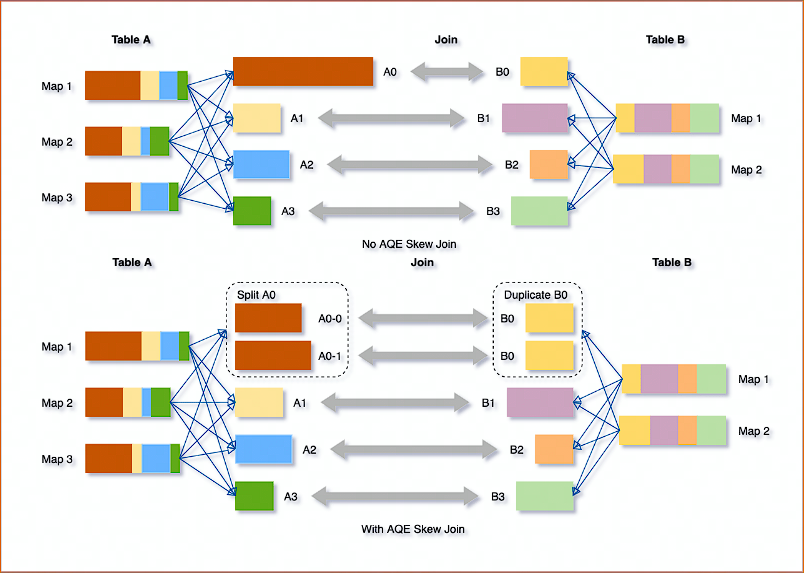 Table A Join Table B
Map 1 A0 B0
A1 B1 Map 1
Map 2
A2 B2 Map 2
Map 3
A3 B3
No AQE Skew Join
Table A Join Table B
Split A0 Duplicate B0
A0-0 B0
Map 1 A0-1 B0
Map 1
Map 2 A1 B1
Map 2
A2 B2
Map 3
A3 B3
With AQE Skew Join